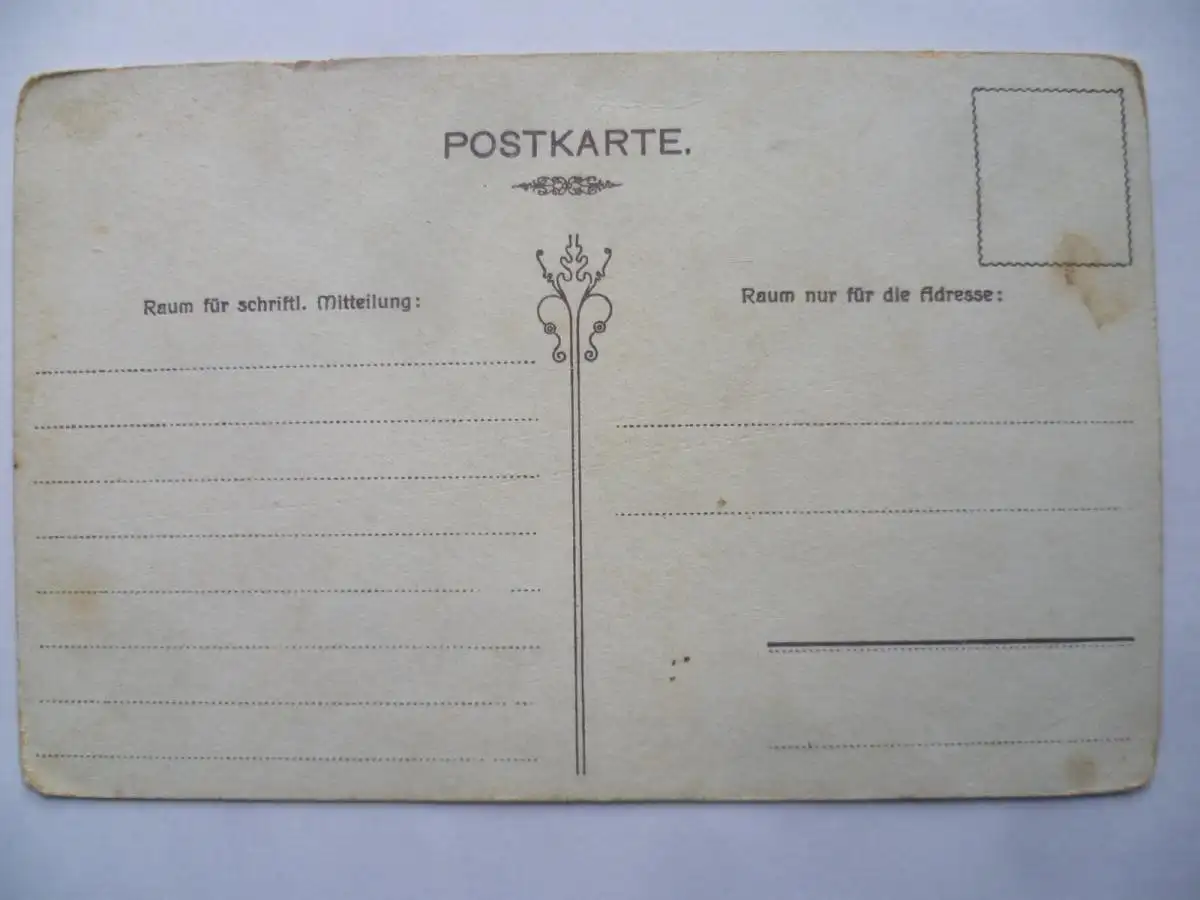 POSTKARTE.
Raum für schriftl. Mitteilung:
Raum nur für die Adresse: